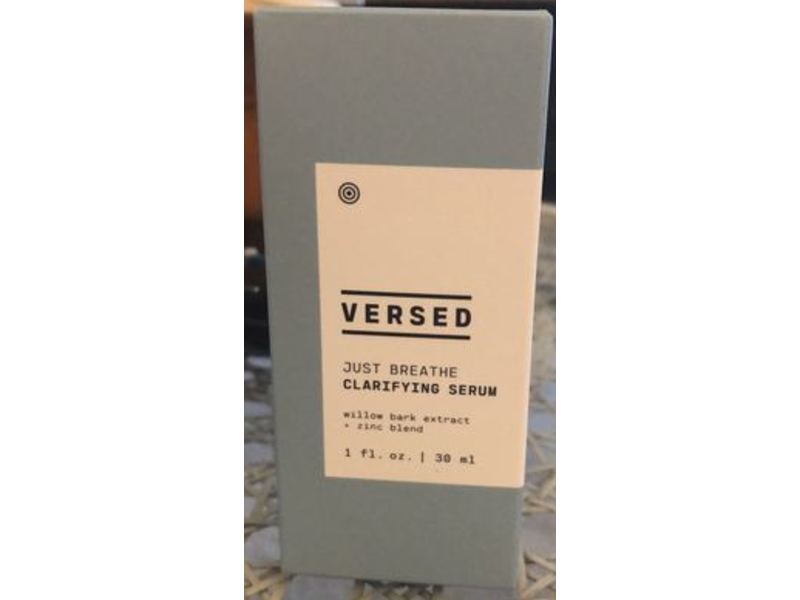 VERSED
JUST BREATHE
CLARIFYING SERUM
willow bark extract
+ zinc blend
1 fl. oz. | 30 ml